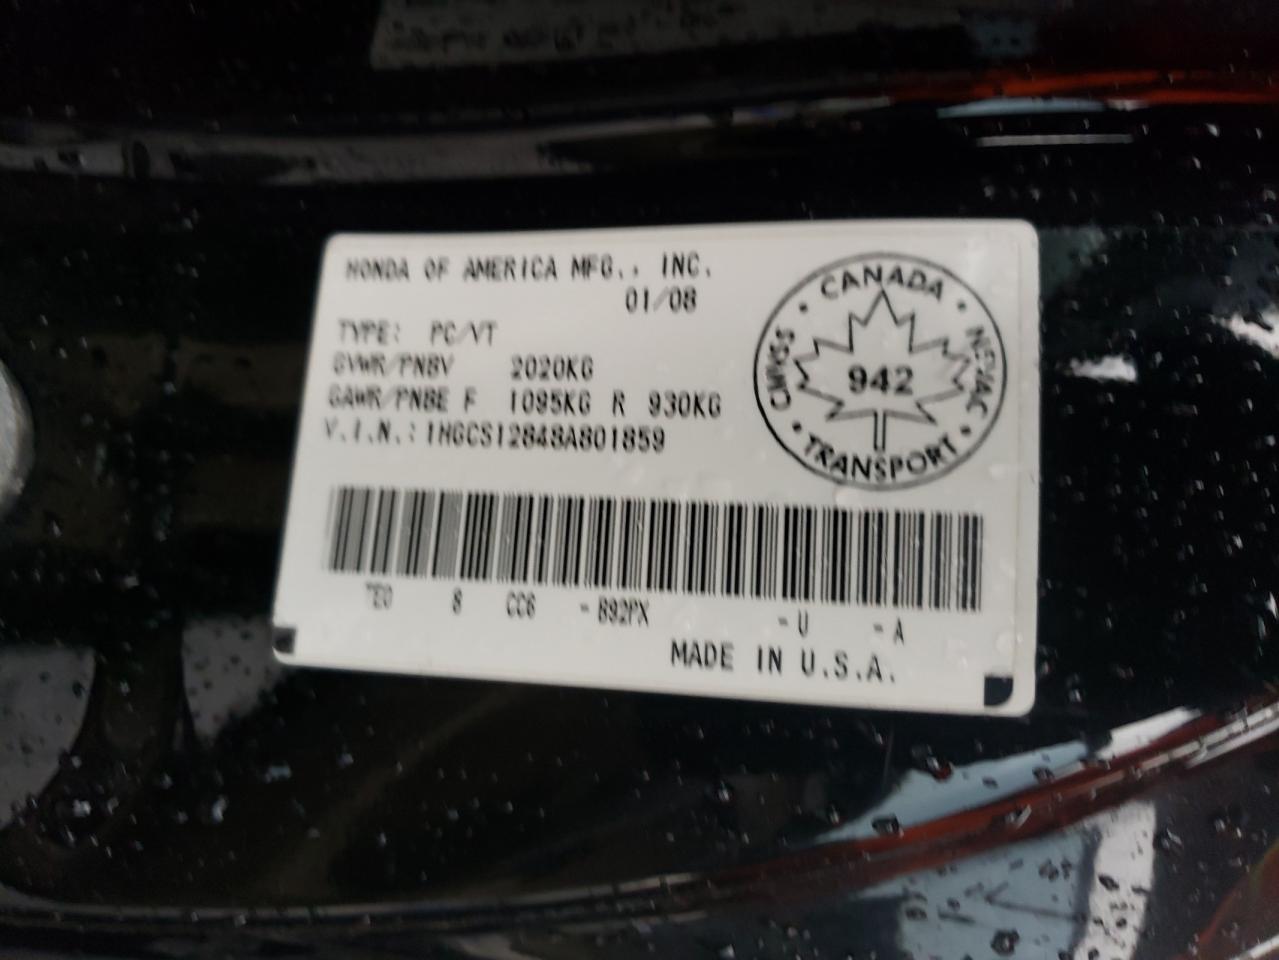 HONDA OF AMERICA MFG., INC.
01/08
TYPE: PC/VT
GVWR/PNBV 2020KG
GAWR/PNBE F 1095KG R 930KG
V.I.N.: 1HGCS12848A801859
CANADA
CMVSS
942
NSVAC
TRANSPORT
TE0 8 CC6 -B92PX -U -A
MADE IN U.S.A.